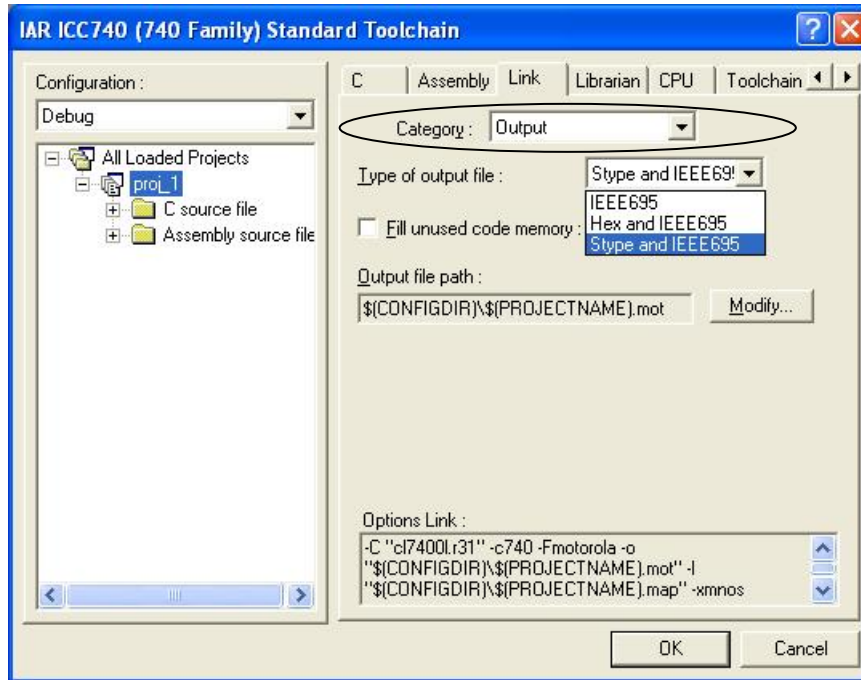 IAR ICC740 (740 Family) Standard Toolchain
Configuration :
Debug
All Loaded Projects
proj_1
C source file
Assembly source file
C Assembly Link Librarian CPU Toolchain
Category : Output
Type of output file : Stype and IEEE69
IEEE695
Hex and IEEE695
Stype and IEEE695
Fill unused code memory :
Output file path :
$(CONFIGDIR)\$(PROJECTNAME).mot Modify...
Options Link :
-C "cl7400l.r31" -c740 -Fmotorola -o
"$(CONFIGDIR)\$(PROJECTNAME).mot" -l
"$(CONFIGDIR)\$(PROJECTNAME).map" -xmnos
OK Cancel